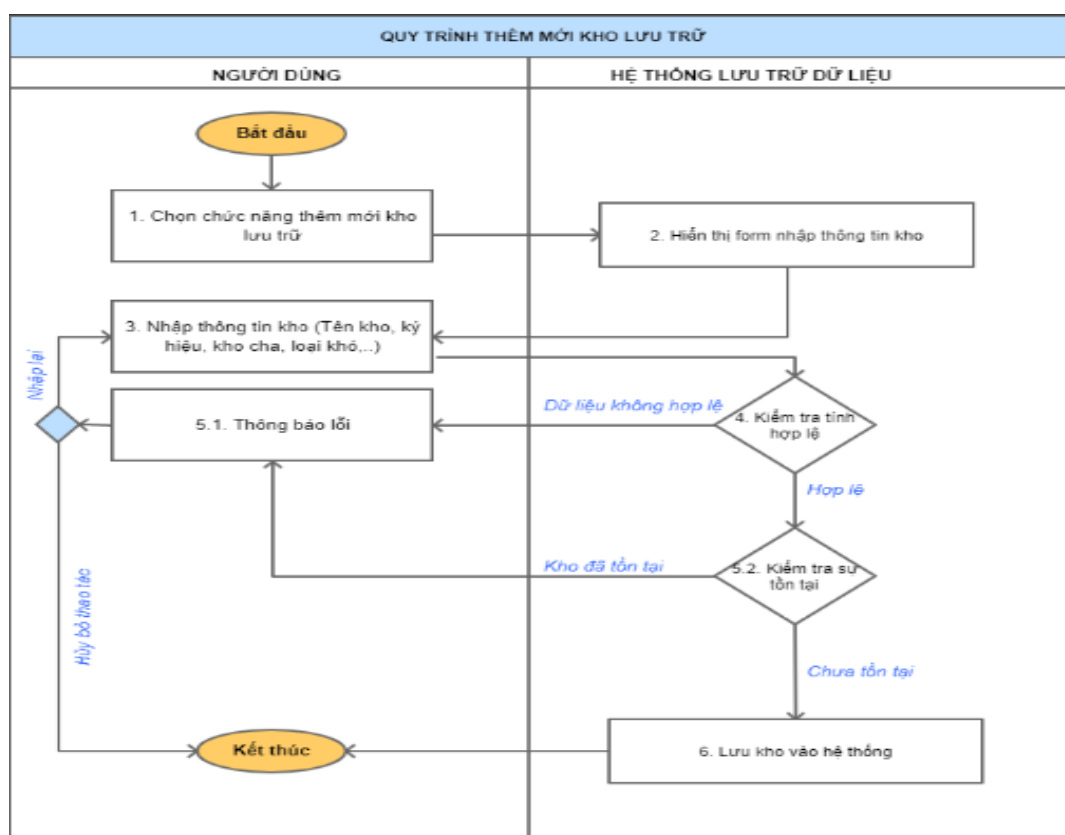 QUY TRÌNH THÊM MỚI KHO LƯU TRỮ
NGƯỜI DÙNG
HỆ THỐNG LƯU TRỮ DỮ LIỆU
Bắt đầu
1. Chọn chức năng thêm mới kho
lưu trữ
2. Hiển thị form nhập thông tin kho
3. Nhập thông tin kho (Tên kho, ký
hiệu, kho cha, loại khó,..)
Nhập lại
Dữ liệu không hợp lệ
4. Kiểm tra tính
hợp lệ
5.1. Thông báo lỗi
Hợp lệ
Kho đã tồn tại
5.2. Kiểm tra sự
tồn tại
Hủy bỏ thao tác
Chưa tồn tại
Kết thúc
6. Lưu kho vào hệ thống